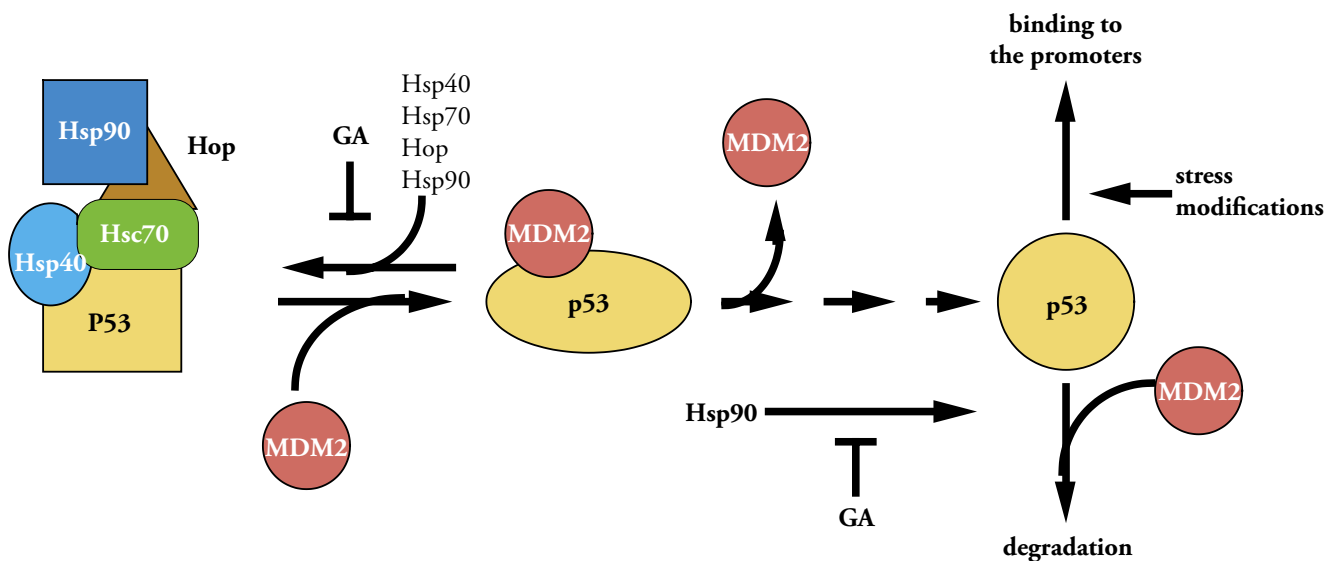 Hsp90
Hop
Hsc70
Hsp40
P53
GA
Hsp40
Hsp70
Hop
Hsp90
MDM2
MDM2
p53
MDM2
binding to
the promoters
stress
modifications
p53
MDM2
Hsp90
GA
degradation